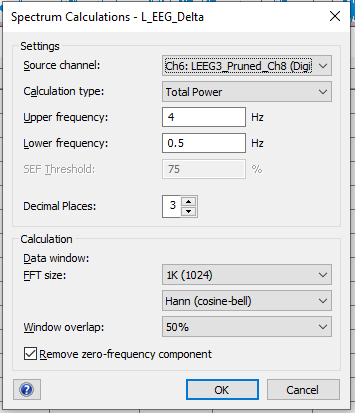 Spectrum Calculations - L_EEG_Delta
Settings
Source channel: Ch6: LEEG3_Pruned_Ch8 (Digi
Calculation type: Total Power
Upper frequency: 4 Hz
Lower frequency: 0.5 Hz
SEF Threshold: 75 %
Decimal Places: 3
Calculation
Data window:
FFT size: 1K (1024)
Hann (cosine-bell)
Window overlap: 50%
Remove zero-frequency component
? OK Cancel